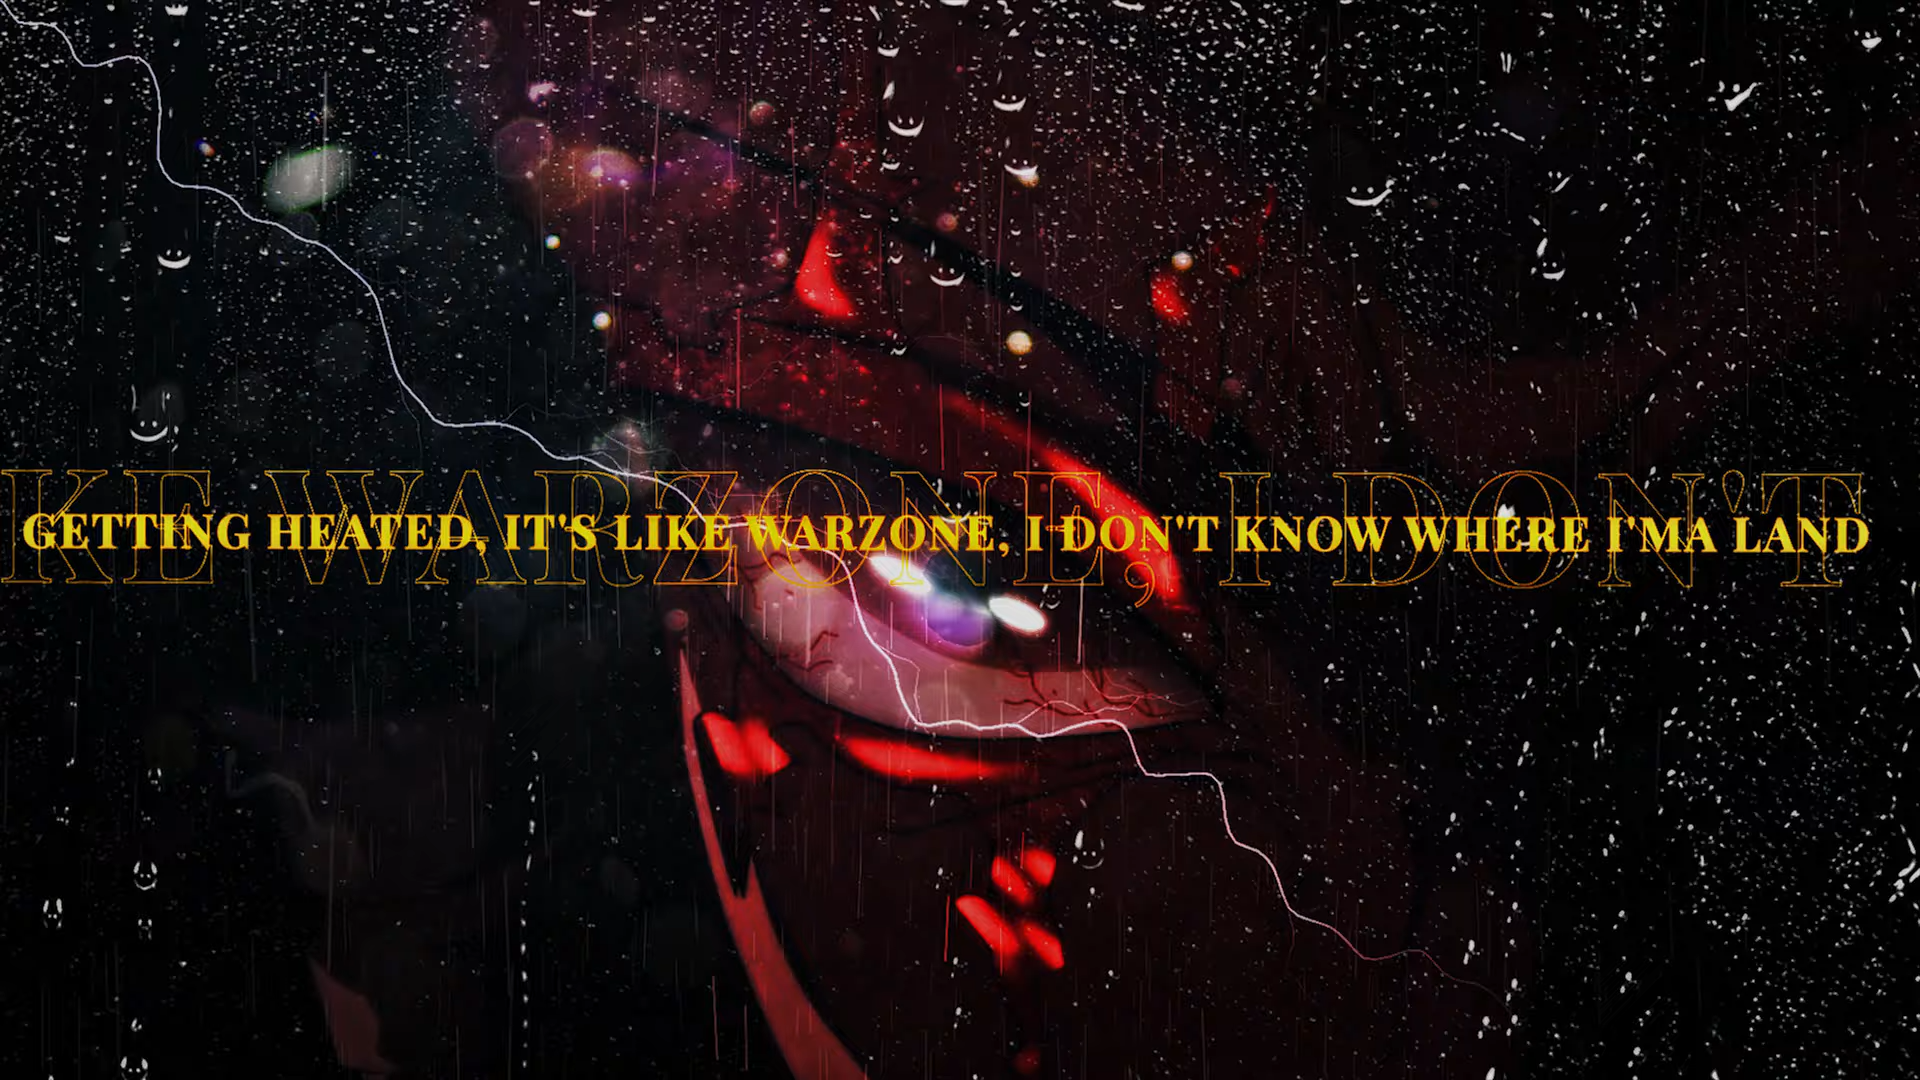 KE WARZONE, I DON'T
GETTING HEATED, IT'S LIKE WARZONE, I DON'T KNOW WHERE I'MA LAND